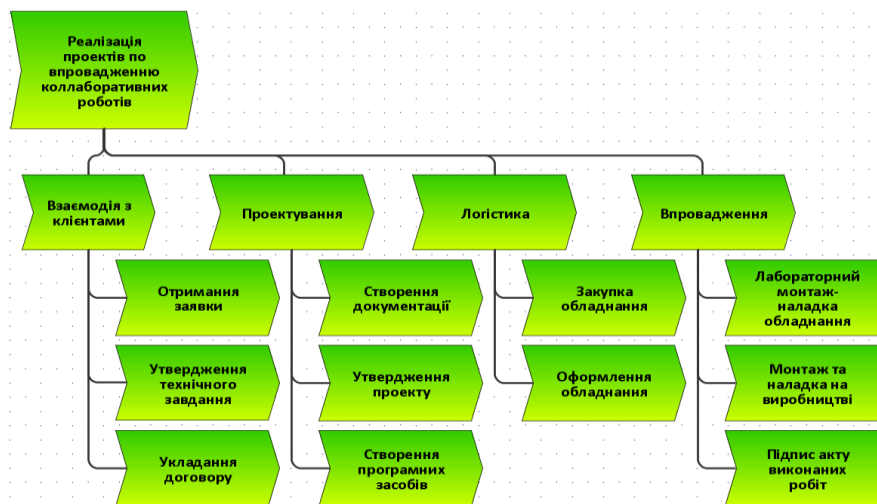 Реалізація
проектів по
впровадженню
коллаборативних
роботів
Взаємодія з
клієнтами
Проектування
Логістика
Впровадження
Отримання
заявки
Створення
документації
Закупка
обладнання
Лабораторний
монтаж-
наладка
обладнання
Утвердження
технічного
завдання
Утвердження
проекту
Оформлення
обладнання
Монтаж та
наладка на
виробництві
Укладання
договору
Створення
програмних
засобів
Підпис акту
виконаних
робіт